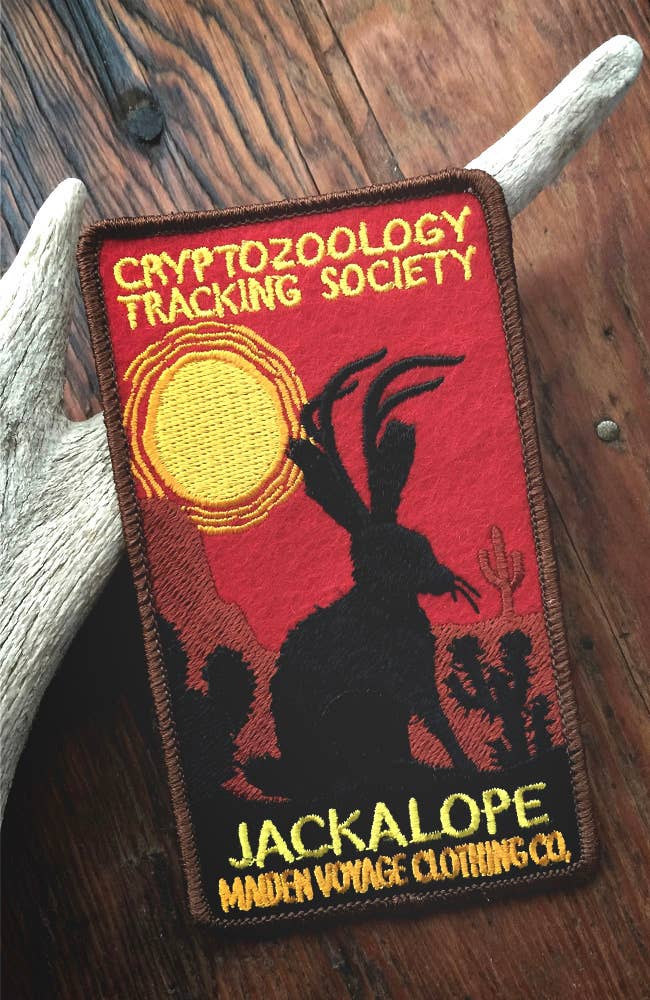 CRYPTOZOOLOGY
TRACKING SOCIETY
JACKALOPE
MAIDEN VOYAGE CLOTHING CO.